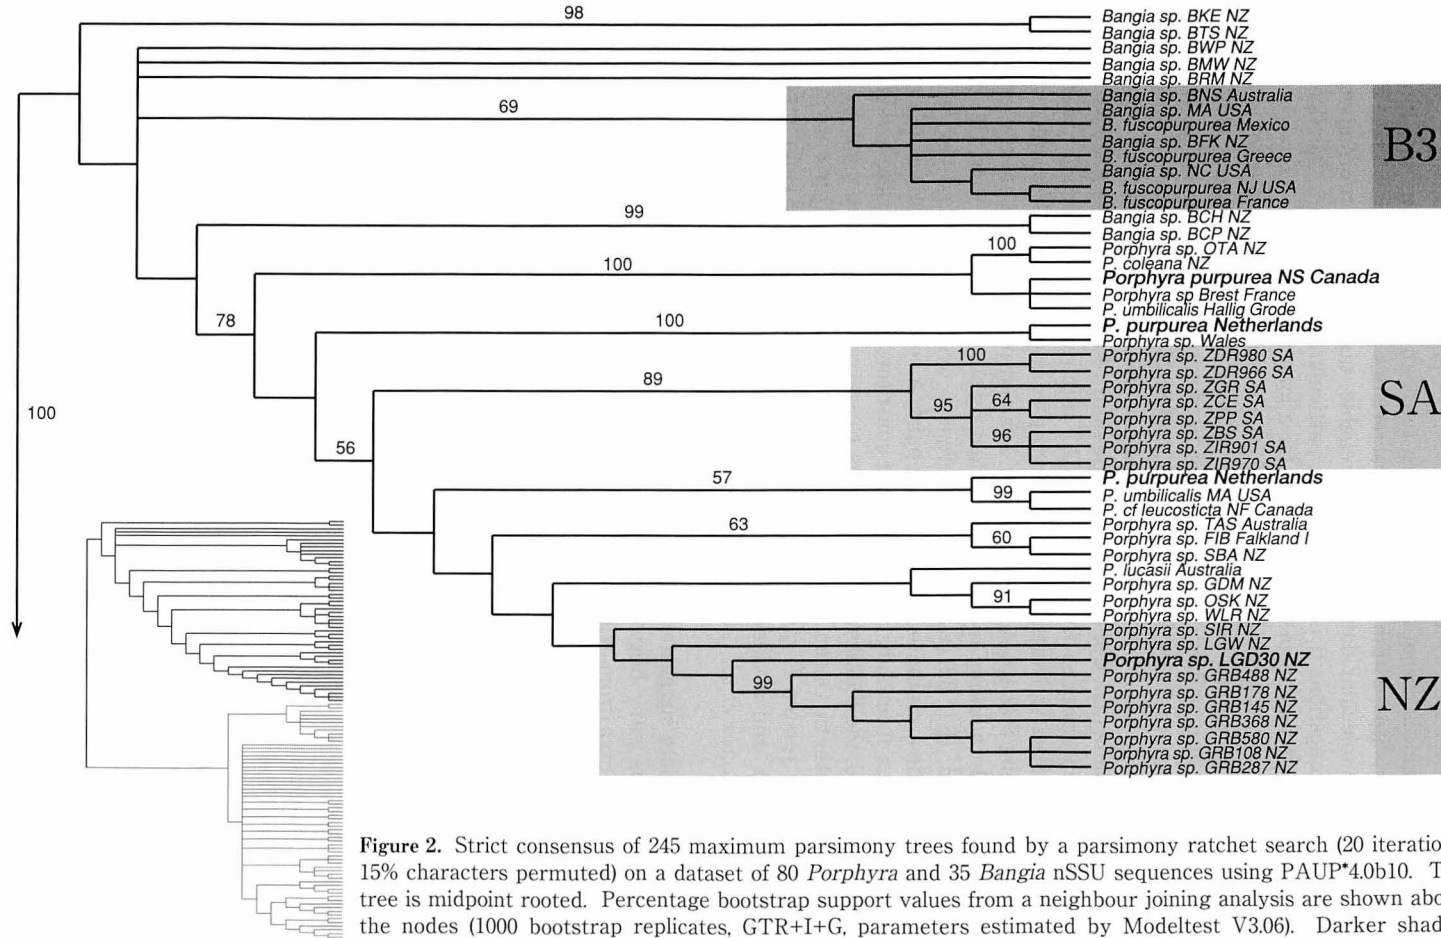 98
Bangia sp. BKE NZ
Bangia sp. BTS NZ
Bangia sp. BWP NZ
Bangia sp. BMW NZ
Bangia sp. BRM NZ
Bangia sp. BNS Australia
69
Bangia sp. MA USA
B. fuscopurpurea Mexico
Bangia sp. BFK NZ
B3
B. fuscopurpurea Greece
Bangia sp. NC USA
B. fuscopurpurea NJ USA
B. fuscopurpurea France
99
Bangia sp. BCH NZ
Bangia sp. BCP NZ
100
Porphyra sp. OTA NZ
P. coleana NZ
100
Porphyra purpurea NS Canada
Porphyra sp Brest France
P. umbilicalis Hallig Grode
78
100
P. purpurea Netherlands
Porphyra sp. Wales
100
Porphyra sp. ZDR980 SA
Porphyra sp. ZDR966 SA
89
Porphyra sp. ZGR SA
SA
95
64
Porphyra sp. ZCE SA
Porphyra sp. ZPP SA
100
96
Porphyra sp. ZBS SA
Porphyra sp. ZIR901 SA
56
Porphyra sp. ZIR970 SA
57
P. purpurea Netherlands
99
P. umbilicalis MA USA
P. cf leucosticta NF Canada
63
Porphyra sp. TAS Australia
60
Porphyra sp. FIB Falkland I
Porphyra sp. SBA NZ
P. lucasii Australia
Porphyra sp. GDM NZ
91
Porphyra sp. OSK NZ
Porphyra sp. WLR NZ
Porphyra sp. SIR NZ
Porphyra sp. LGW NZ
Porphyra sp. LGD30 NZ
99
Porphyra sp. GRB488 NZ
Porphyra sp. GRB178 NZ
NZ
Porphyra sp. GRB145 NZ
Porphyra sp. GRB368 NZ
Porphyra sp. GRB580 NZ
Porphyra sp. GRB108 NZ
Porphyra sp. GRB287 NZ
Figure 2. Strict consensus of 245 maximum parsimony trees found by a parsimony ratchet search (20 iteration
15% characters permuted) on a dataset of 80 Porphyra and 35 Bangia nSSU sequences using PAUP*4.0b10. T
tree is midpoint rooted. Percentage bootstrap support values from a neighbour joining analysis are shown abo
the nodes (1000 bootstrap replicates, GTR+I+G, parameters estimated by Modeltest V3.06). Darker shad